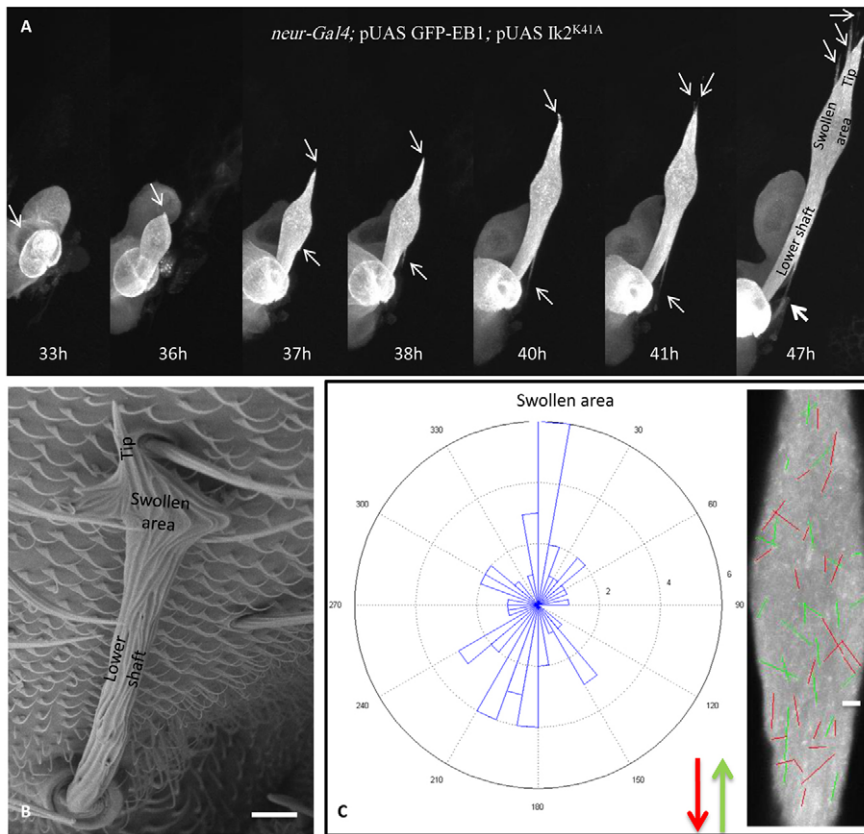 A
neur-Gal4; pUAS GFP-EB1; pUAS Ik2K41A
Tip
Swollen
area
Lower shaft
33h
36h
37h
38h
40h
41h
47h
Tip
Swollen
area
Lower
shaft
B
Swollen area
330
30
300
60
6
4
2
270
90
240
120
210
150
180
C